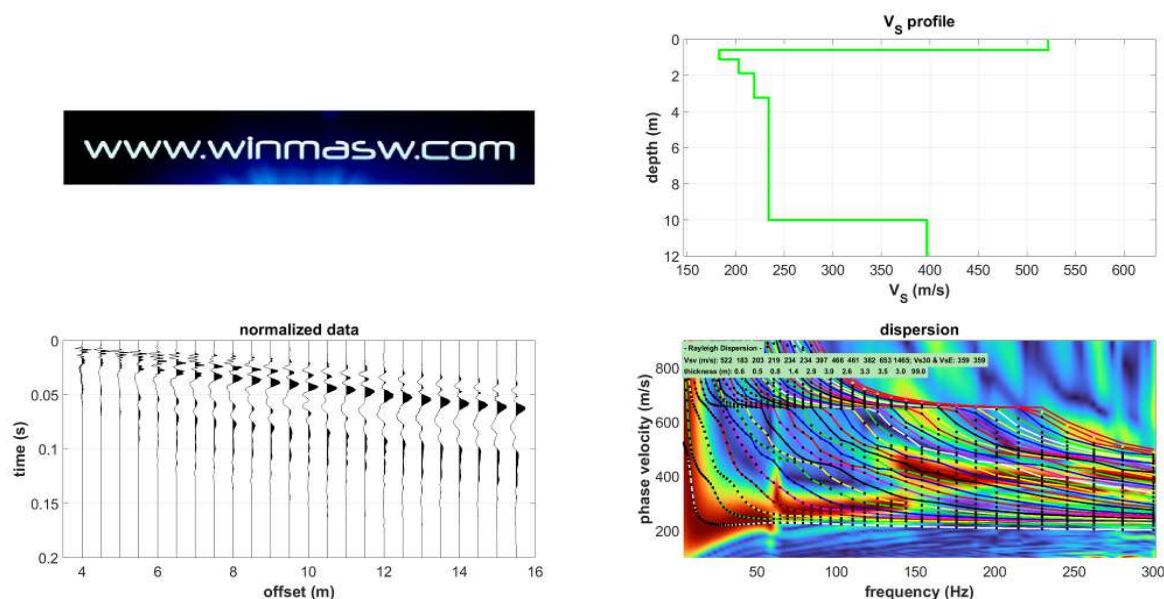 www.winmasw.com
V_S profile
0
2
4
6
8
10
12
depth (m)
150 200 250 300 350 400 450 500 550 600
V_S (m/s)
normalized data
0
0.05
0.1
0.15
0.2
time (s)
4 6 8 10 12 14 16
offset (m)
dispersion
- Rayleigh Dispersion -
Vsv (m/s): 522 183 203 219 234 234 397 466 461 382 653 1465; Vs30 & VsE: 359 359
thickness (m): 0.6 0.5 0.8 1.4 2.9 3.9 2.6 3.3 3.5 3.0 99.0
800
600
400
200
phase velocity (m/s)
50 100 150 200 250 300
frequency (Hz)